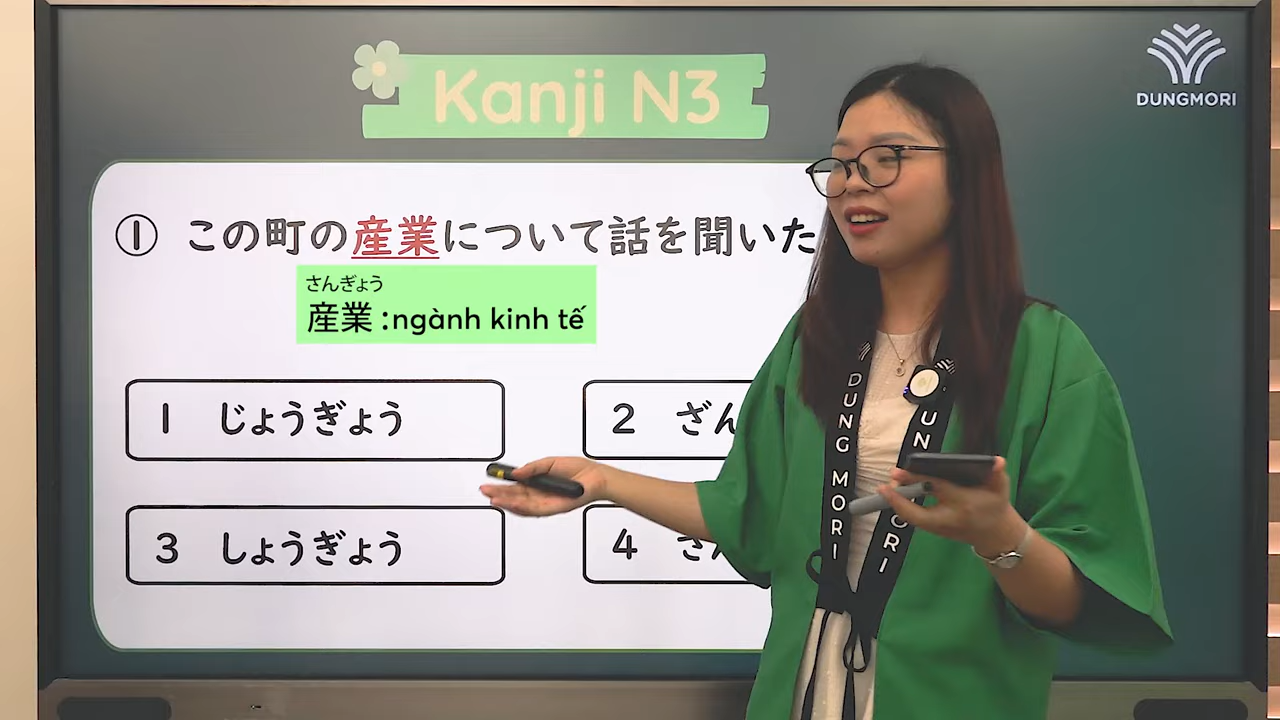 Kanji N3
DUNGMORI
① この町の産業について話を聞いた
さんぎょう
産業:ngành kinh tế
1 じょうぎょう
2 ざん
3 しょうぎょう
4 さ
DUNG MORI
UN
ORI